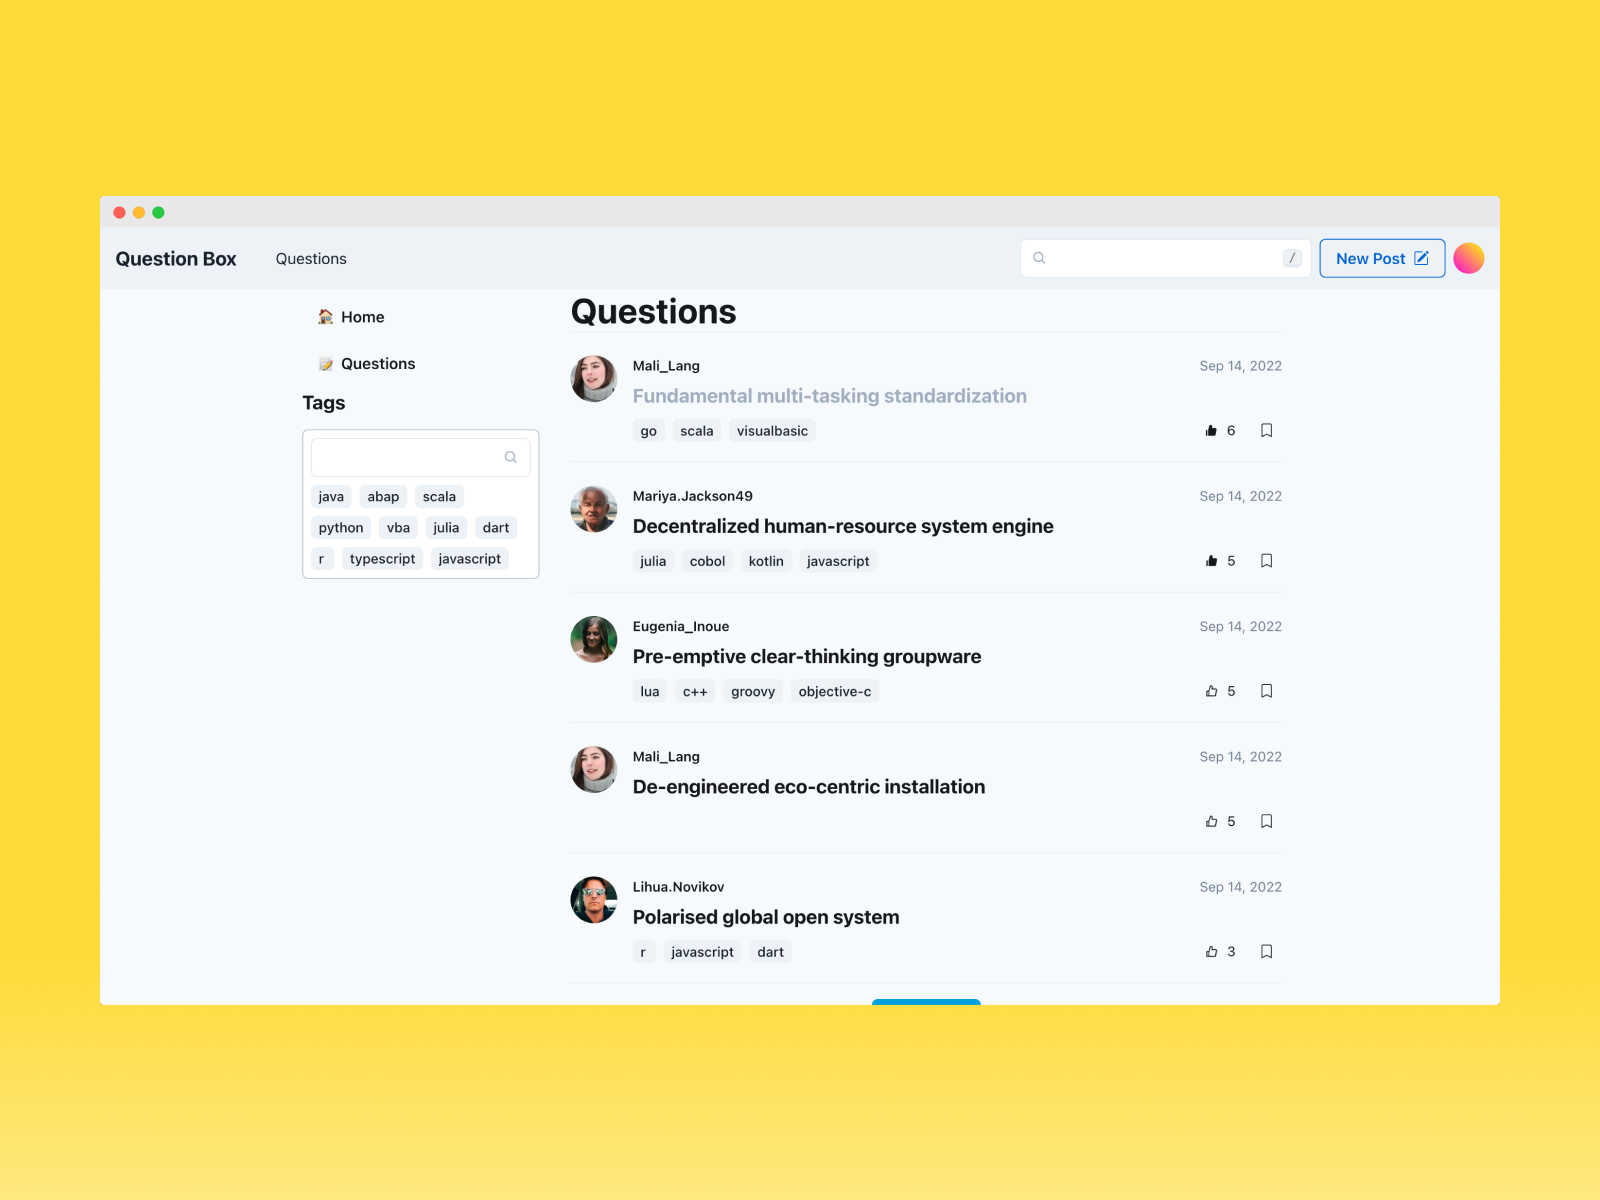 Question Box
Questions
/
New Post
Home
Questions
Tags
java abap scala
python vba julia dart
r typescript javascript
Questions
Mali_Lang Sep 14, 2022
Fundamental multi-tasking standardization
go scala visualbasic 6
Mariya.Jackson49 Sep 14, 2022
Decentralized human-resource system engine
julia cobol kotlin javascript 5
Eugenia_Inoue Sep 14, 2022
Pre-emptive clear-thinking groupware
lua c++ groovy objective-c 5
Mali_Lang Sep 14, 2022
De-engineered eco-centric installation
5
Lihua.Novikov Sep 14, 2022
Polarised global open system
r javascript dart 3